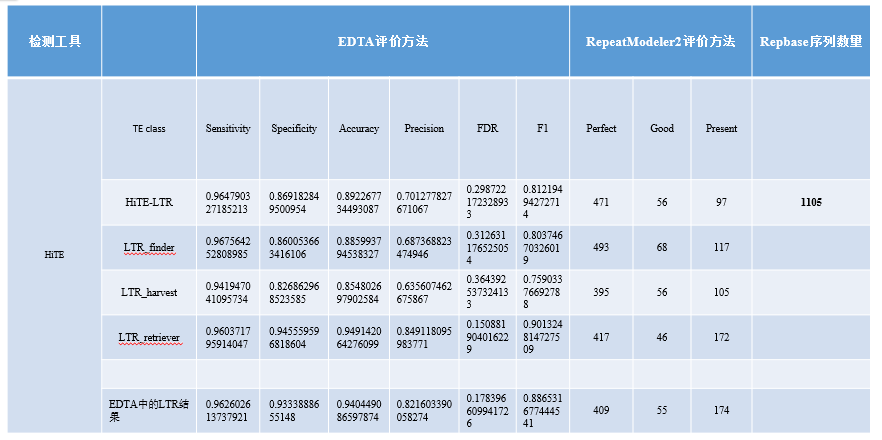 检测工具 EDTA评价方法 RepeatModeler2评价方法 Repbase序列数量
TE class Sensitivity Specificity Accuracy Precision FDR F1 Perfect Good Present
HiTE
HiTE-LTR 0.964790327185213 0.869182849500954 0.892267734493087 0.701277827671067 0.298722172328933 0.81219494272714 471 56 97 1105
LTR_finder 0.967564252808985 0.860053663416106 0.885993794538327 0.687368823474946 0.312631176525054 0.803746703260 19 493 68 117
LTR_harvest 0.941947041095734 0.826862968523585 0.854802697902584 0.635607462675867 0.364392537324133 0.75903376692788 395 56 105
LTR_retriever 0.960371795914047 0.945559596818604 0.949142064276099 0.849118095983771 0.150881904016229 0.901324814727509 417 46 172
EDTA中的LTR结果 0.962602613737921 0.9333888655148 0.940449086597874 0.821603390058274 0.178396609941726 0.886531677444541 409 55 174